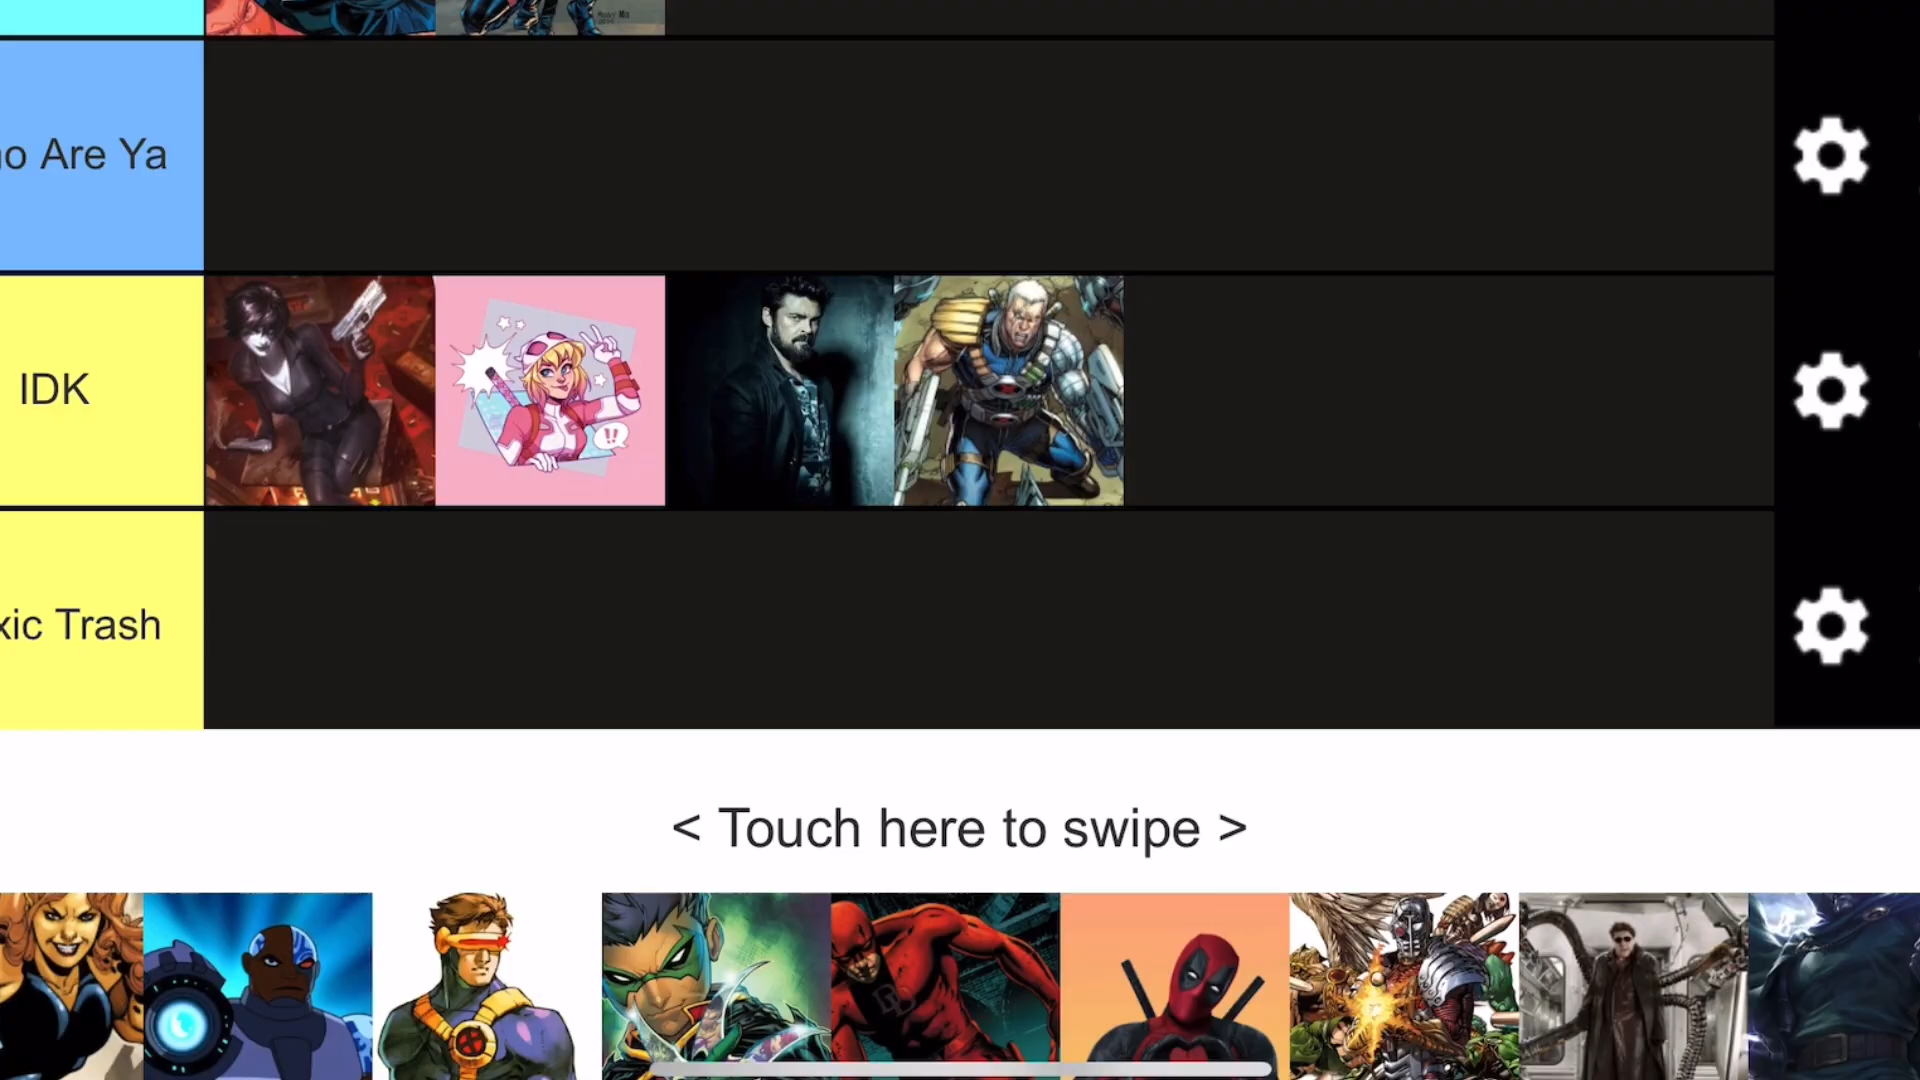 o Are Ya
IDK
!!
xic Trash
< Touch here to swipe >